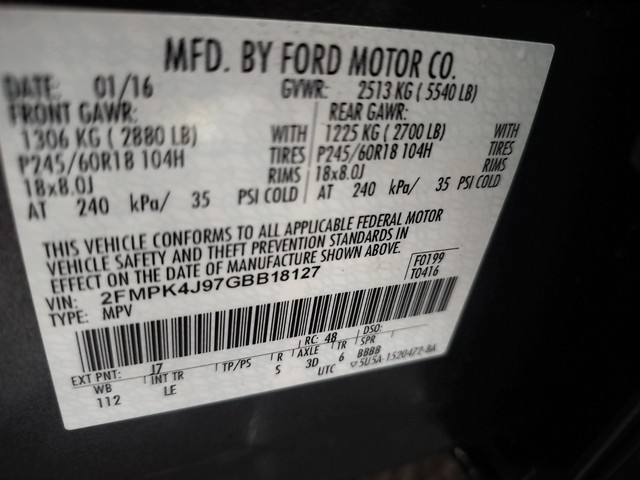 MFD. BY FORD MOTOR CO.
DATE: 01/16 GVWR: 2513 KG ( 5540 LB)
FRONT GAWR: REAR GAWR:
1306 KG ( 2880 LB) WITH 1225 KG ( 2700 LB) WITH
P245/60R18 104H TIRES P245/60R18 104H TIRES
18x8.0J RIMS 18x8.0J RIMS
AT 240 kPa/ 35 PSI COLD AT 240 kPa/ 35 PSI COLD
THIS VEHICLE CONFORMS TO ALL APPLICABLE FEDERAL MOTOR
VEHICLE SAFETY AND THEFT PREVENTION STANDARDS IN
EFFECT ON THE DATE OF MANUFACTURE SHOWN ABOVE.
VIN: 2FMPK4J97GBB18127 F0199
TYPE: MPV T0416
EXT PNT: J7 RC: 48 DSO:
WB INT TR TP/PS R AXLE TR SPR
112 LE S 3D 6 BBBB
UTC 5U5A-1520472-BA